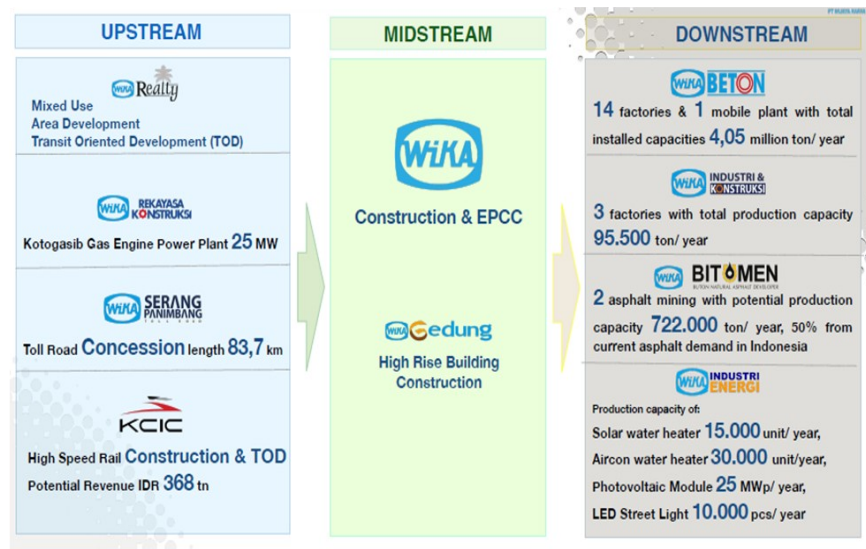 PT WIJAYA KARYA
UPSTREAM
WIKA Realty
Mixed Use
Area Development
Transit Oriented Development (TOD)
WIKA REKAYASA
KONSTRUKSI
Kotogasib Gas Engine Power Plant 25 MW
WIKA SERANG
PANIMBANG
TOLL ROAD
Toll Road Concession length 83,7 km
KCIC
High Speed Rail Construction & TOD
Potential Revenue IDR 368 tn
MIDSTREAM
WIKA
Construction & EPCC
WIKA Gedung
High Rise Building
Construction
DOWNSTREAM
WIKA BETON
14 factories & 1 mobile plant with total
installed capacities 4,05 million ton/ year
WIKA INDUSTRI &
KONSTRUKSI
3 factories with total production capacity
95.500 ton/ year
WIKA BITUMEN
BUTON NATURAL ASPHALT DEVELOPER
2 asphalt mining with potential production
capacity 722.000 ton/ year, 50% from
current asphalt demand in Indonesia
WIKA INDUSTRI
ENERGI
Production capacity of:
Solar water heater 15.000 unit/ year,
Aircon water heater 30.000 unit/year,
Photovoltaic Module 25 MWp/ year,
LED Street Light 10.000 pcs/ year